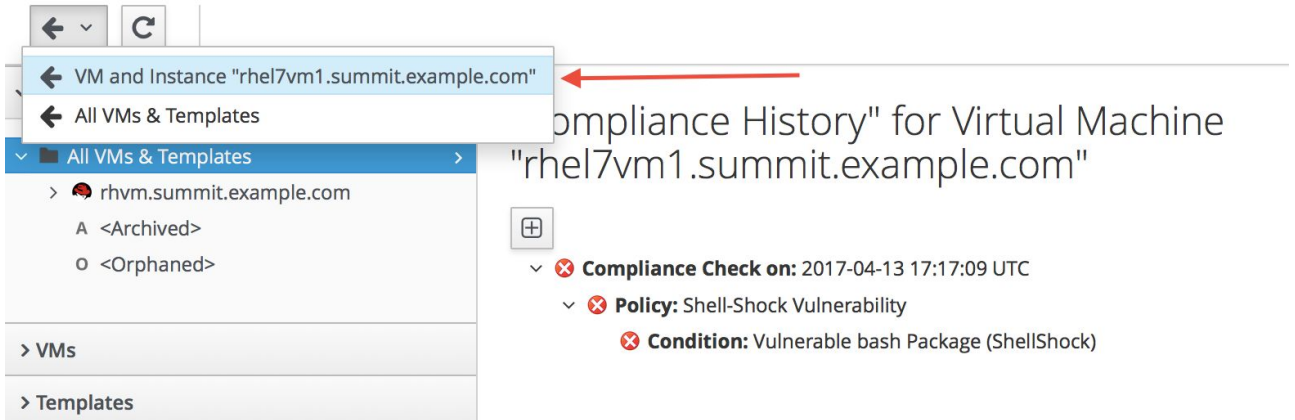 VM and Instance "rhel7vm1.summit.example.com"
All VMs & Templates
All VMs & Templates
rhvm.summit.example.com
A <Archived>
O <Orphaned>
VMs
Templates
ompliance History" for Virtual Machine
"rhel7vm1.summit.example.com"
Compliance Check on: 2017-04-13 17:17:09 UTC
Policy: Shell-Shock Vulnerability
Condition: Vulnerable bash Package (ShellShock)